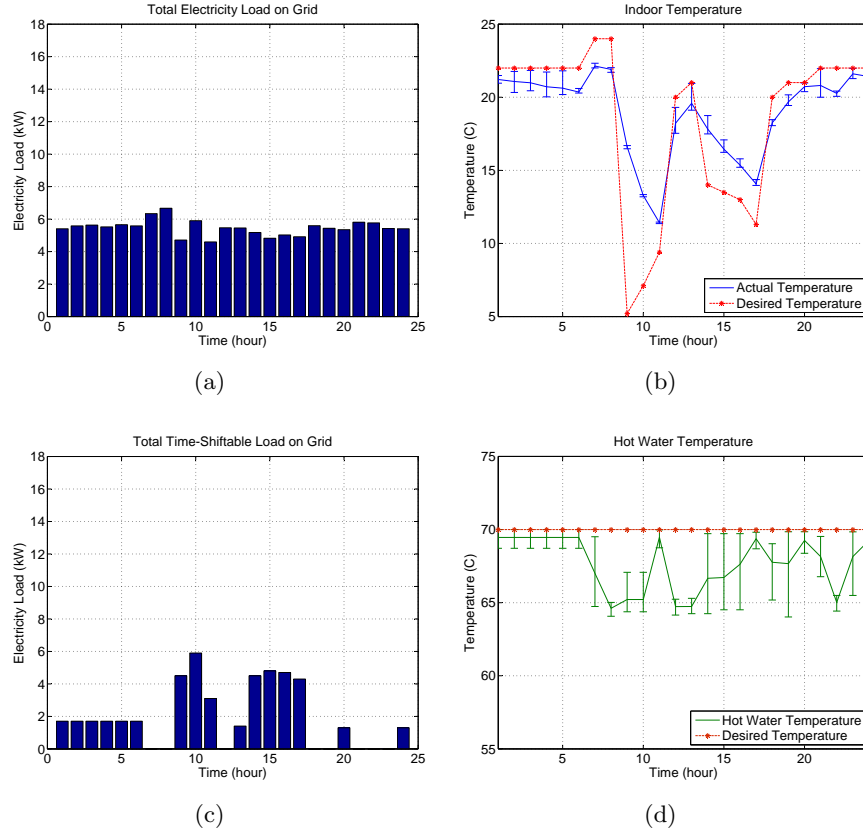 Total Electricity Load on Grid
18
16
14
12
10
8
6
4
2
0
Electricity Load (kW)
0 5 10 15 20 25
Time (hour)
(a)
Indoor Temperature
25
20
15
10
5
Temperature (C)
Actual Temperature
Desired Temperature
5 10 15 20
Time (hour)
(b)
Total Time-Shiftable Load on Grid
18
16
14
12
10
8
6
4
2
0
Electricity Load (kW)
0 5 10 15 20 25
Time (hour)
(c)
Hot Water Temperature
75
70
65
60
55
Temperature (C)
Hot Water Temperature
Desired Temperature
5 10 15 20
Time (hour)
(d)